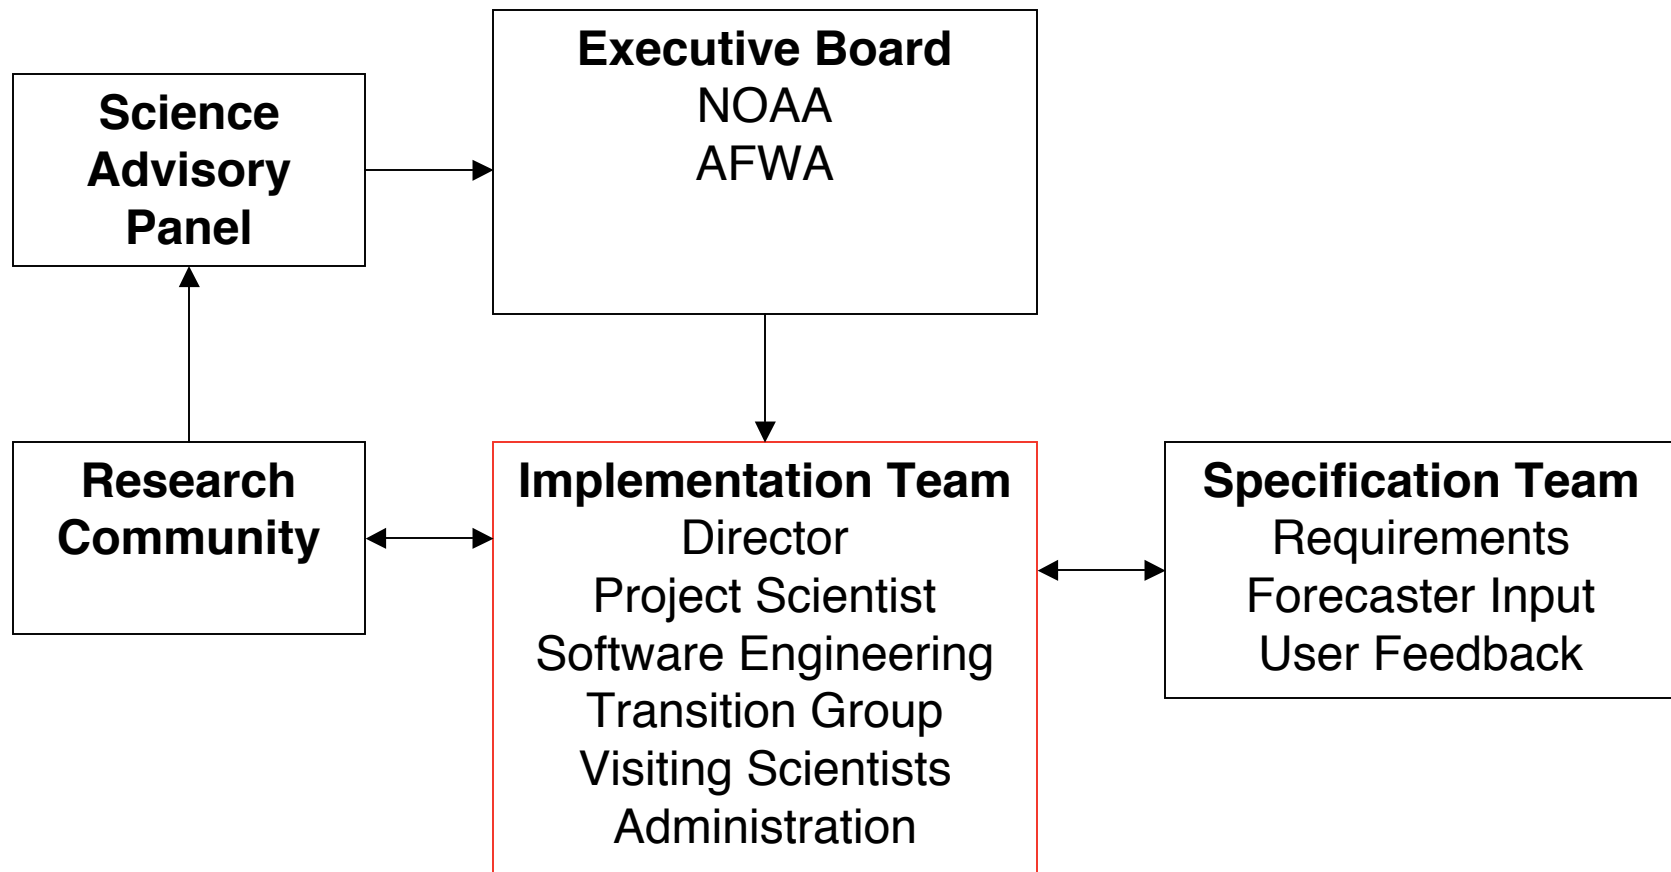 Executive Board
NOAA
AFWA
Science
Advisory
Panel
Research
Community
Implementation Team
Director
Project Scientist
Software Engineering
Transition Group
Visiting Scientists
Administration
Specification Team
Requirements
Forecaster Input
User Feedback